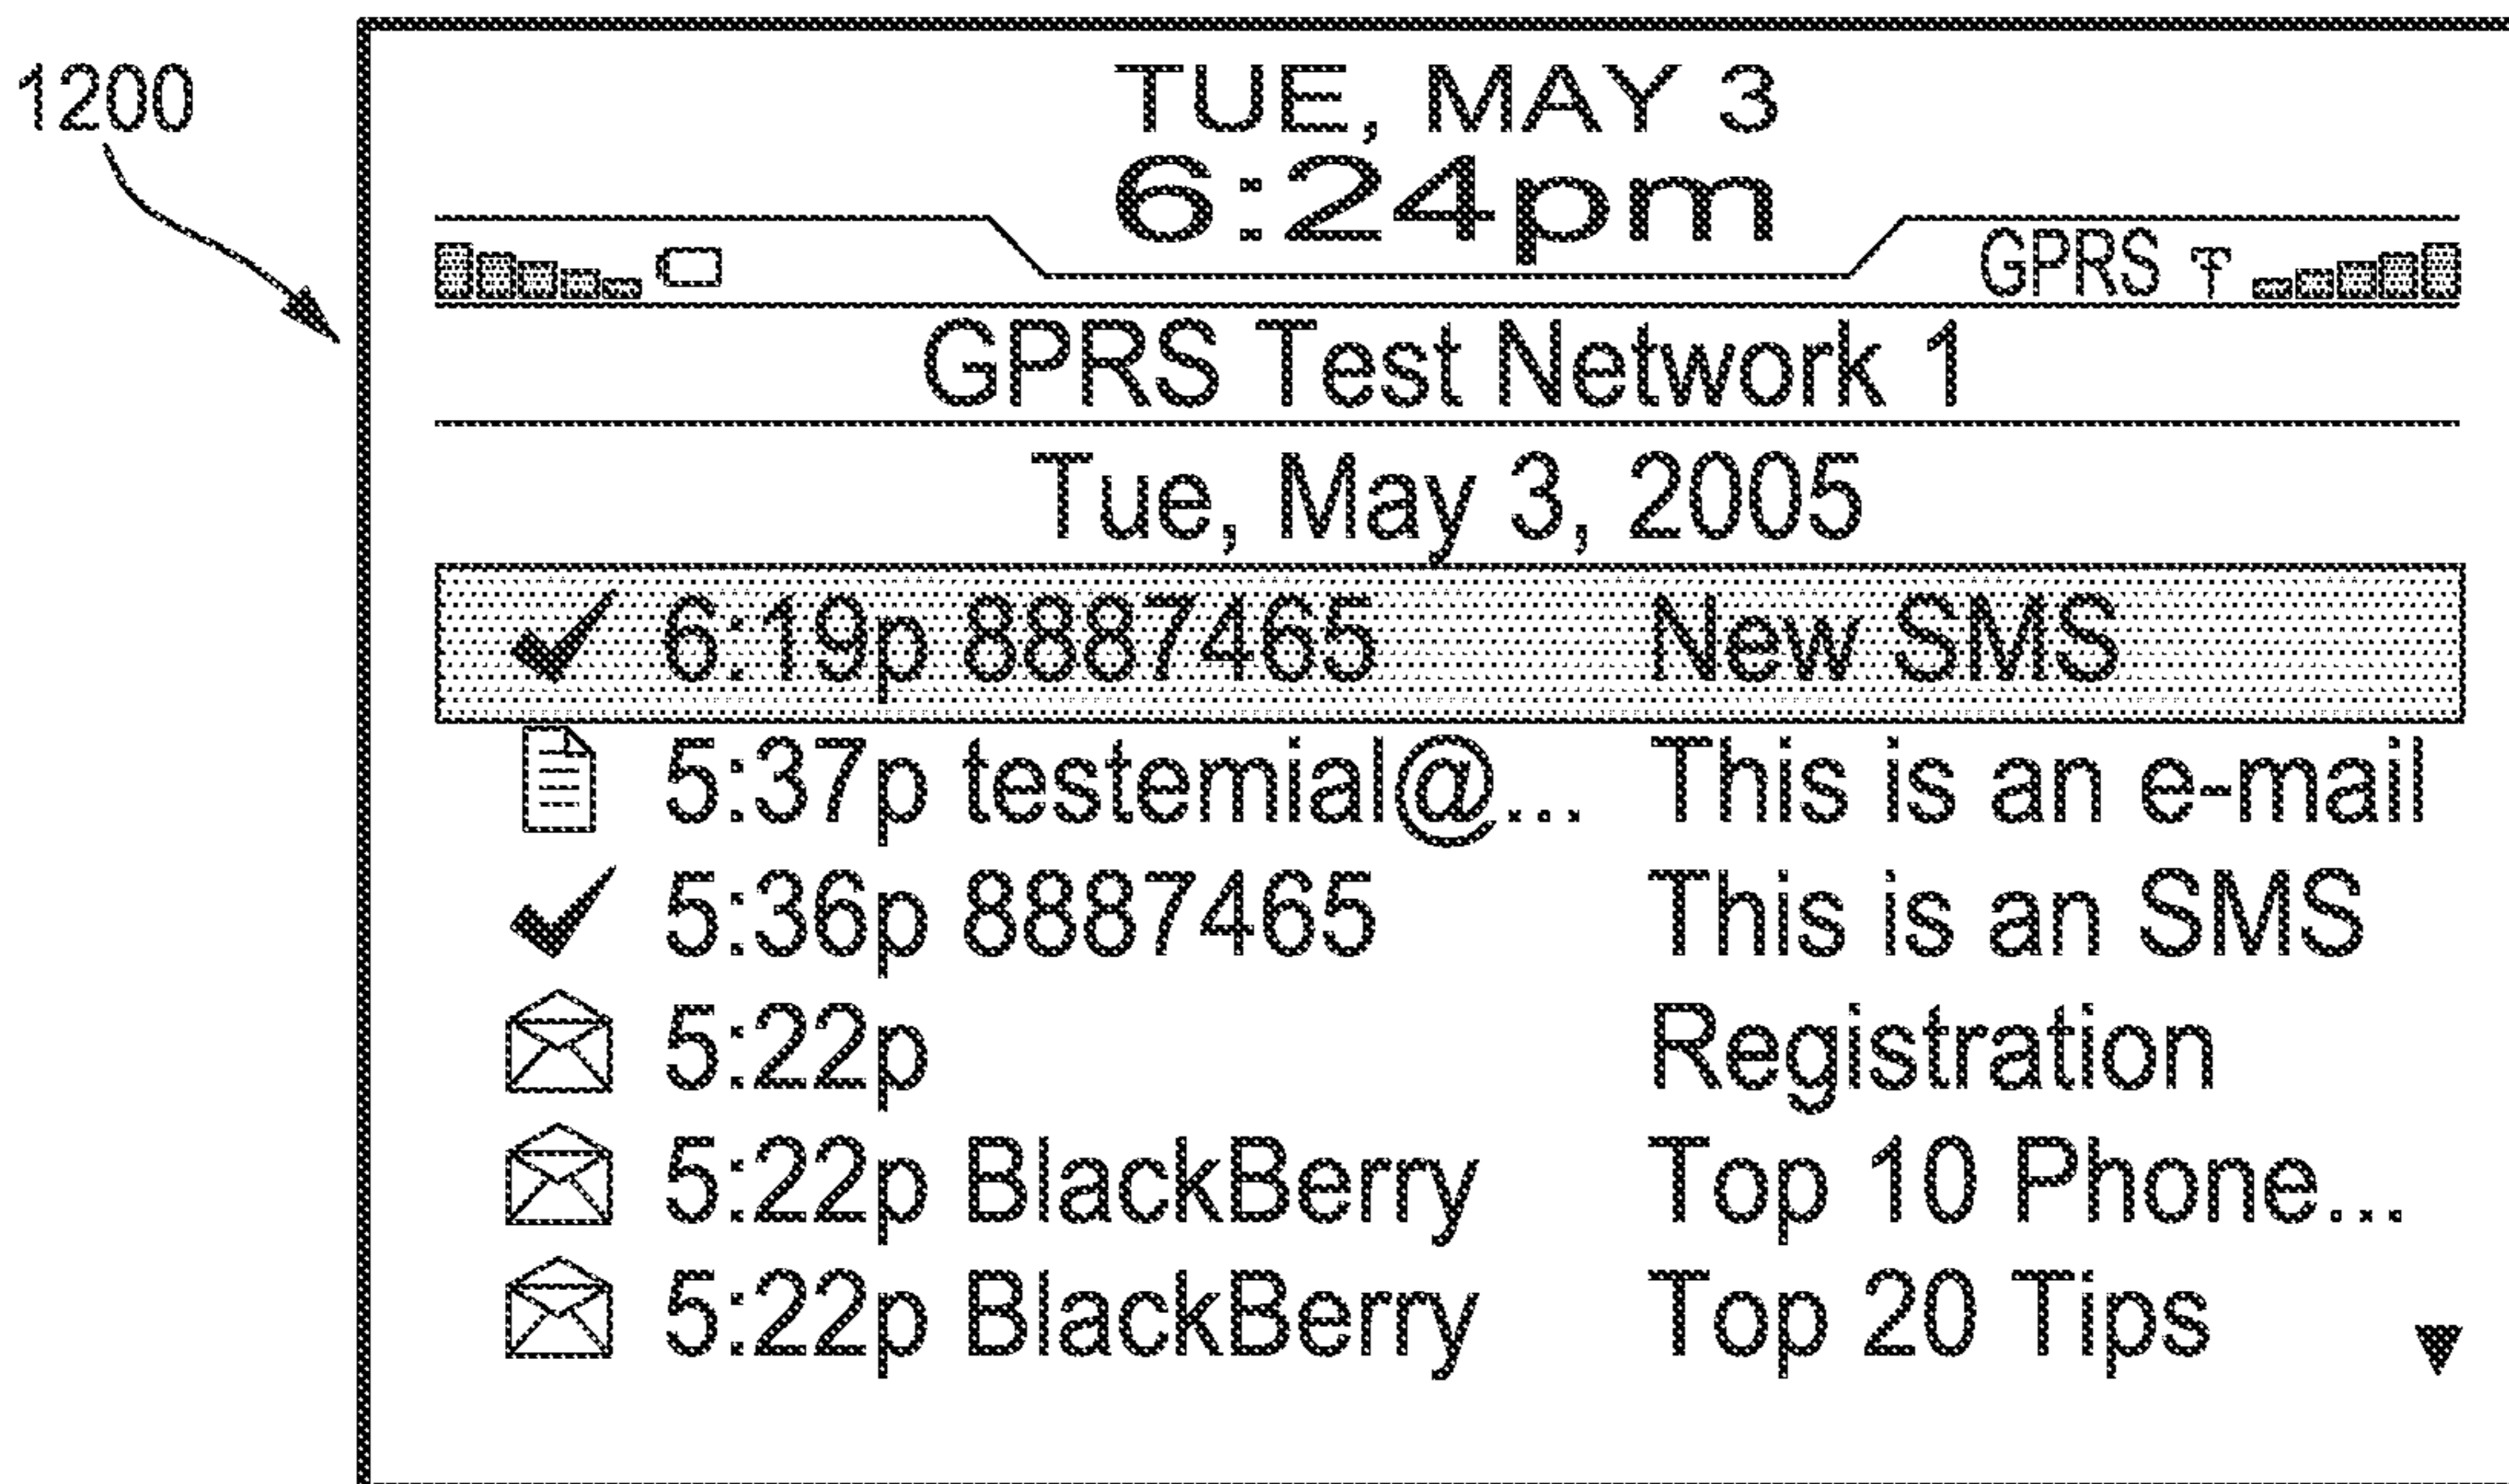 1200
TUE, MAY 3
6:24pm
GPRS
GPRS Test Network 1
Tue, May 3, 2005
6:19p 8887465 New SMS
5:37p testemial@... This is an e-mail
5:36p 8887465 This is an SMS
5:22p Registration
5:22p BlackBerry Top 10 Phone...
5:22p BlackBerry Top 20 Tips